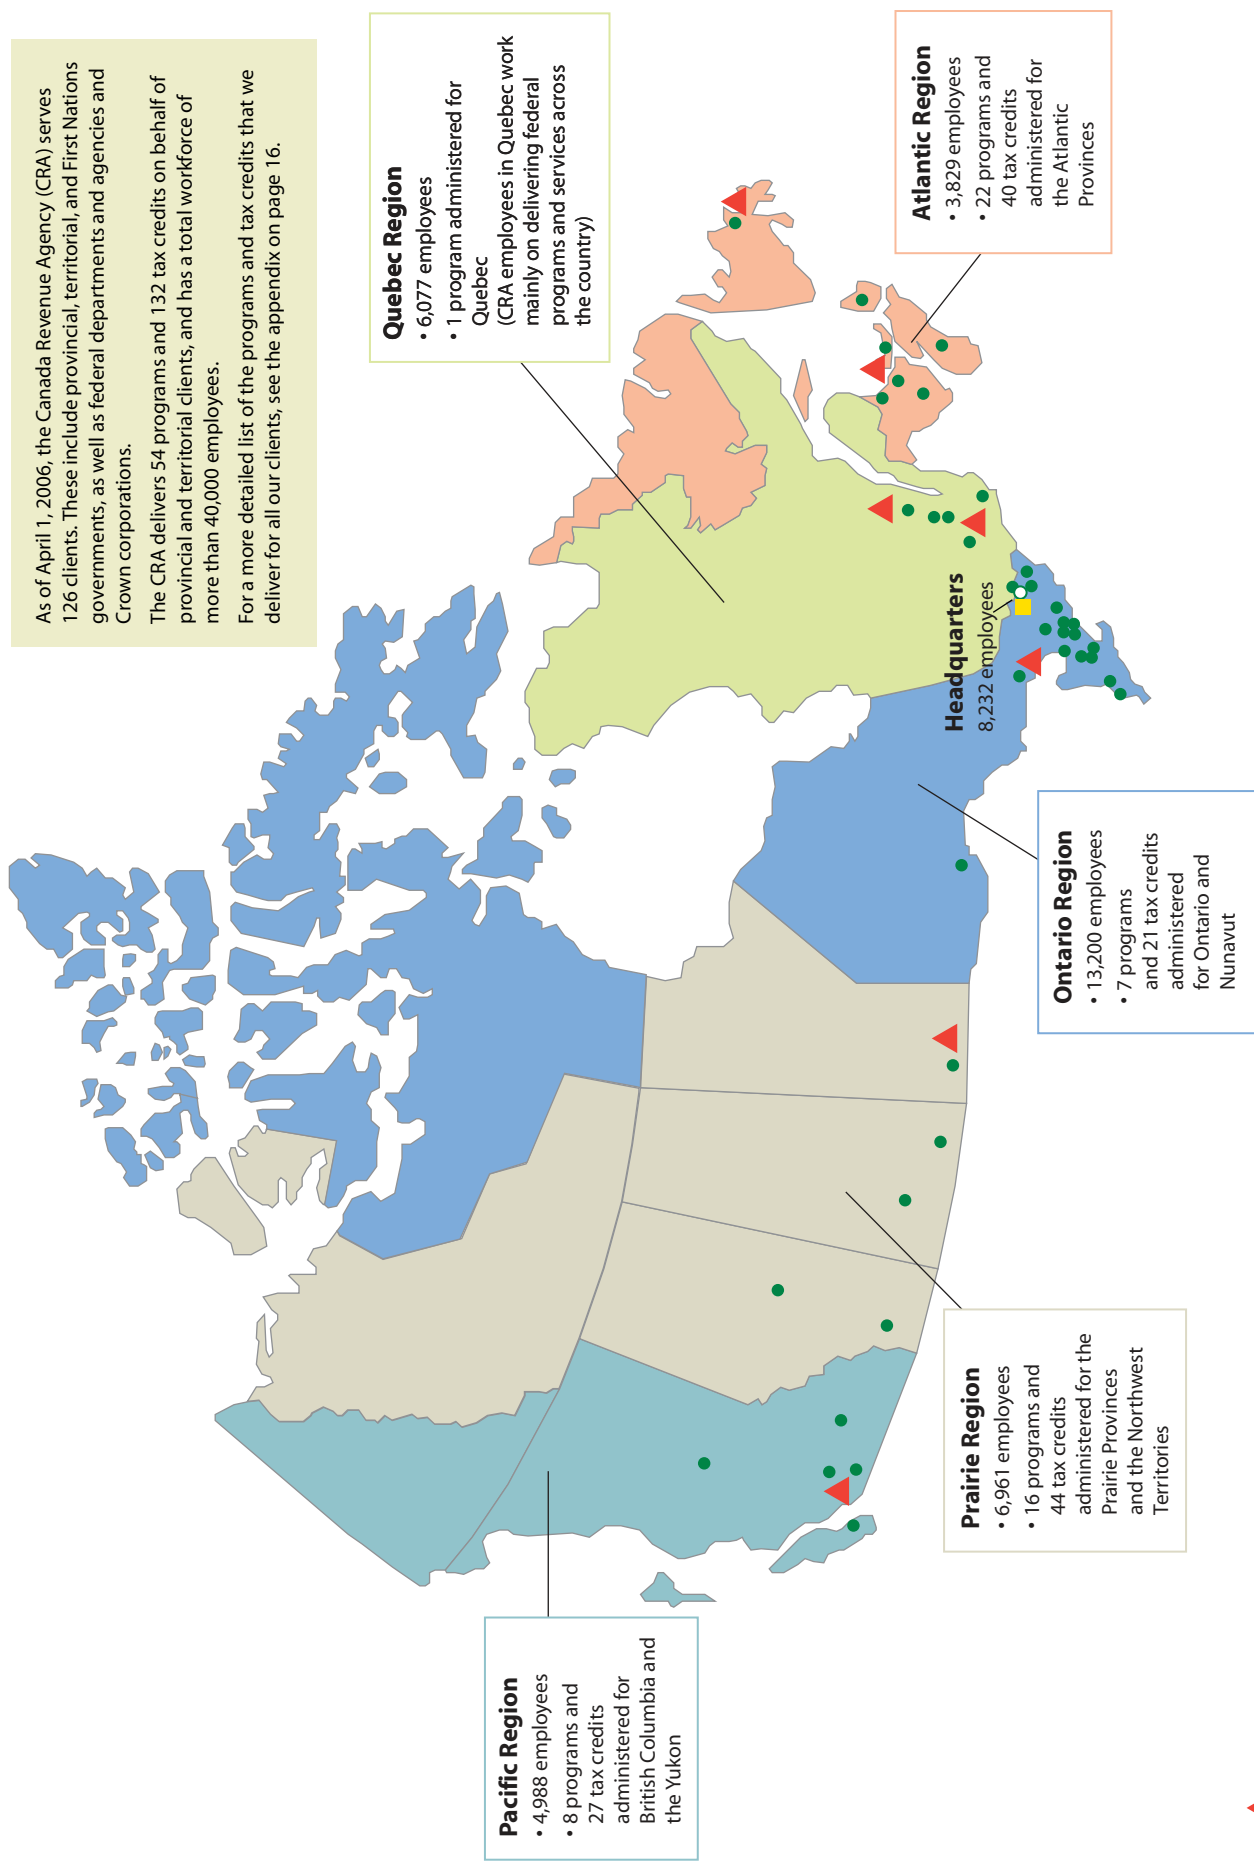 As of April 1, 2006, the Canada Revenue Agency (CRA) serves
126 clients. These include provincial, territorial, and First Nations
governments, as well as federal departments and agencies and
Crown corporations.
The CRA delivers 54 programs and 132 tax credits on behalf of
provincial and territorial clients, and has a total workforce of
more than 40,000 employees.
For a more detailed list of the programs and tax credits that we
deliver for all our clients, see the appendix on page 16.
Pacific Region
• 4,988 employees
• 8 programs and
27 tax credits
administered for
British Columbia and
the Yukon
Prairie Region
• 6,961 employees
• 16 programs and
44 tax credits
administered for the
Prairie Provinces
and the Northwest
Territories
Ontario Region
• 13,200 employees
• 7 programs
and 21 tax credits
administered
for Ontario and
Nunavut
Headquarters
8,232 employees
Quebec Region
• 6,077 employees
• 1 program administered for
Quebec
(CRA employees in Quebec work
mainly on delivering federal
programs and services across
the country)
Atlantic Region
• 3,829 employees
• 22 programs and
40 tax credits
administered for
the Atlantic
Provinces